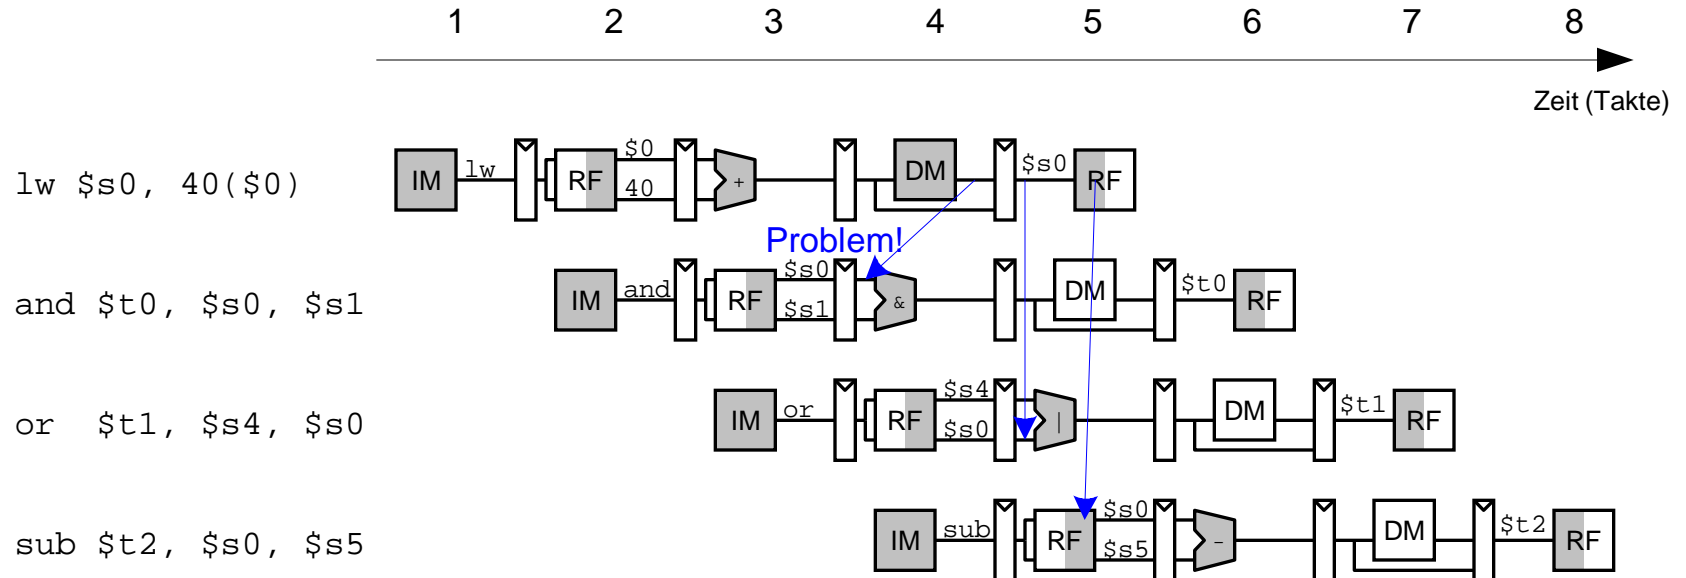 1 2 3 4 5 6 7 8
Zeit (Takte)
lw $s0, 40($0) IM lw RF $0 40 + DM $s0 RF
Problem!
and $t0, $s0, $s1 IM and RF $s0 $s1 & DM $t0 RF
or $t1, $s4, $s0 IM or RF $s4 $s0 | DM $t1 RF
sub $t2, $s0, $s5 IM sub RF $s0 $s5 - DM $t2 RF